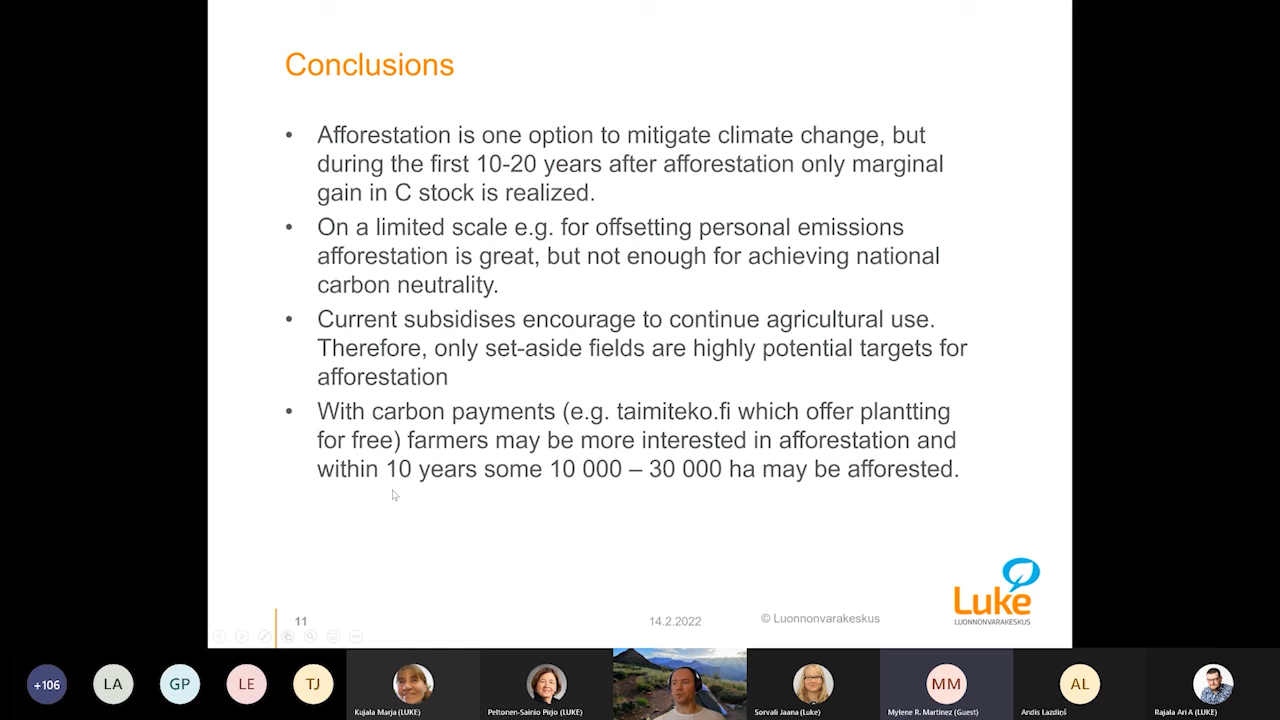 Conclusions
• Afforestation is one option to mitigate climate change, but
during the first 10-20 years after afforestation only marginal
gain in C stock is realized.
• On a limited scale e.g. for offsetting personal emissions
afforestation is great, but not enough for achieving national
carbon neutrality.
• Current subsidises encourage to continue agricultural use.
Therefore, only set-aside fields are highly potential targets for
afforestation
• With carbon payments (e.g. taimiteko.fi which offer plantting
for free) farmers may be more interested in afforestation and
within 10 years some 10 000 – 30 000 ha may be afforested.
11
14.2.2022
© Luonnonvarakeskus
Luke
LUONNONVARAKESKUS
+106
LA
GP
LE
TJ
Kujala Marja (LUKE)
Peltonen-Sainio Pirjo (LUKE)
Sorvali Jaana (Luke)
MM
Mylene R. Martinez (Guest)
AL
Andis Lazdiņš
Rajala Ari A (LUKE)